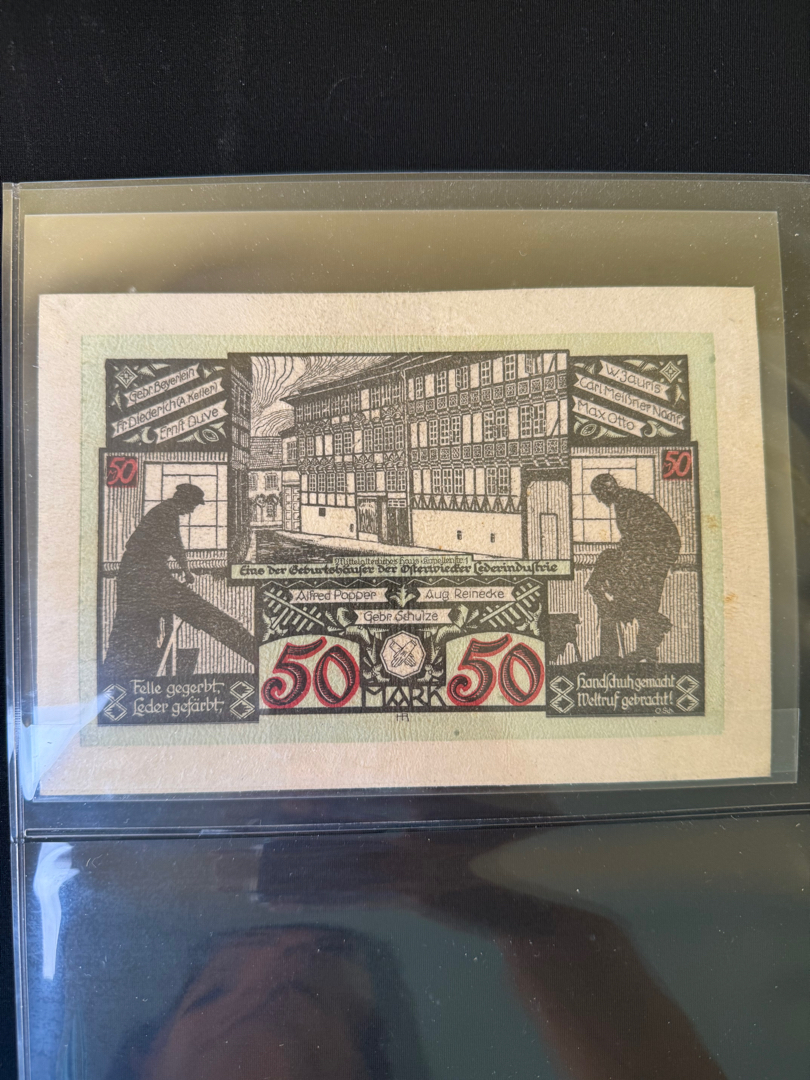 Gebr. Beyerlein
Fr. Diederich (A. Keller)
Ernst Duve
W. Jauris
Carl Meißner Nachf.
Max Otto
50
50
Mittelalterliches Haus
Eins der Geburtshäuser der Osterwiecker Lederindustrie
Alfred Popper Aug. Reinecke
Gebr. Schulze
50 MARK 50
Felle gegerbt,
Leder gefärbt,
Handschuh gemacht
Weltruf gebracht!